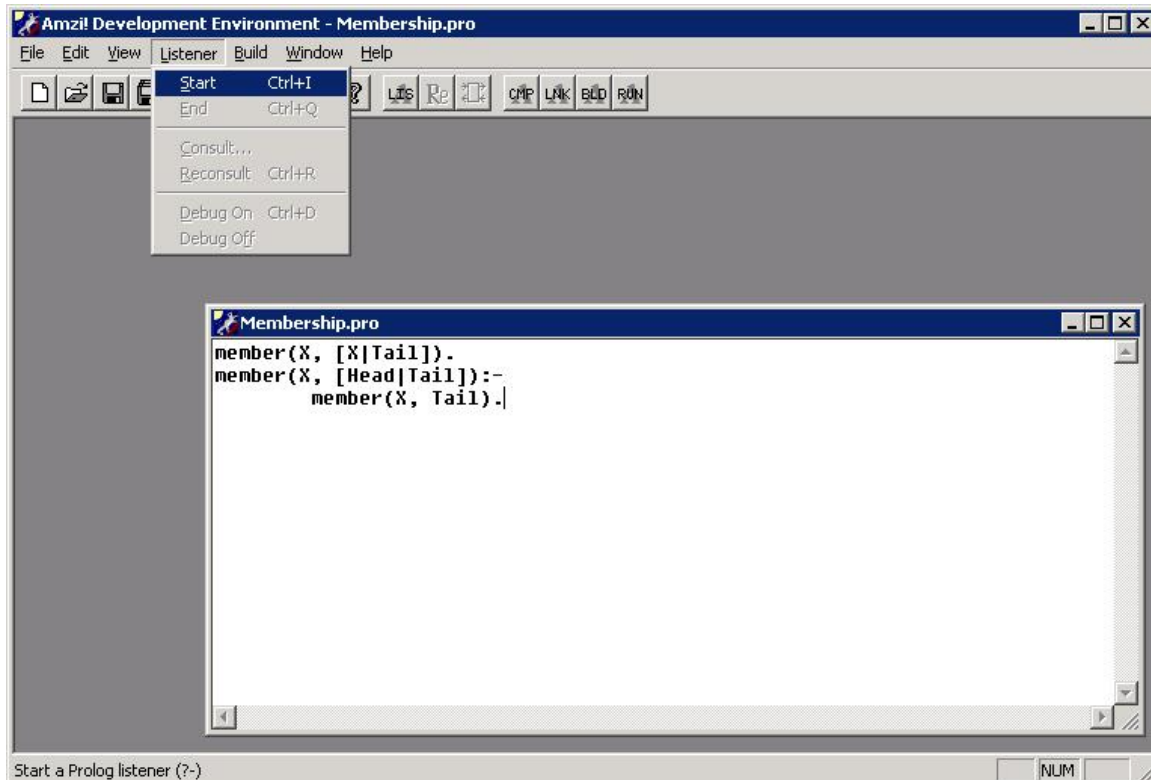 Amzi! Development Environment - Membership.pro
File Edit View Listener Build Window Help
Start Ctrl+I
End Ctrl+Q
Consult...
Reconsult Ctrl+R
Debug On Ctrl+D
Debug Off
LIS Re CMP LNK BLD RUN
Membership.pro
member(X, [X|Tail]).
member(X, [Head|Tail]):-
member(X, Tail).
Start a Prolog listener (?-)
NUM